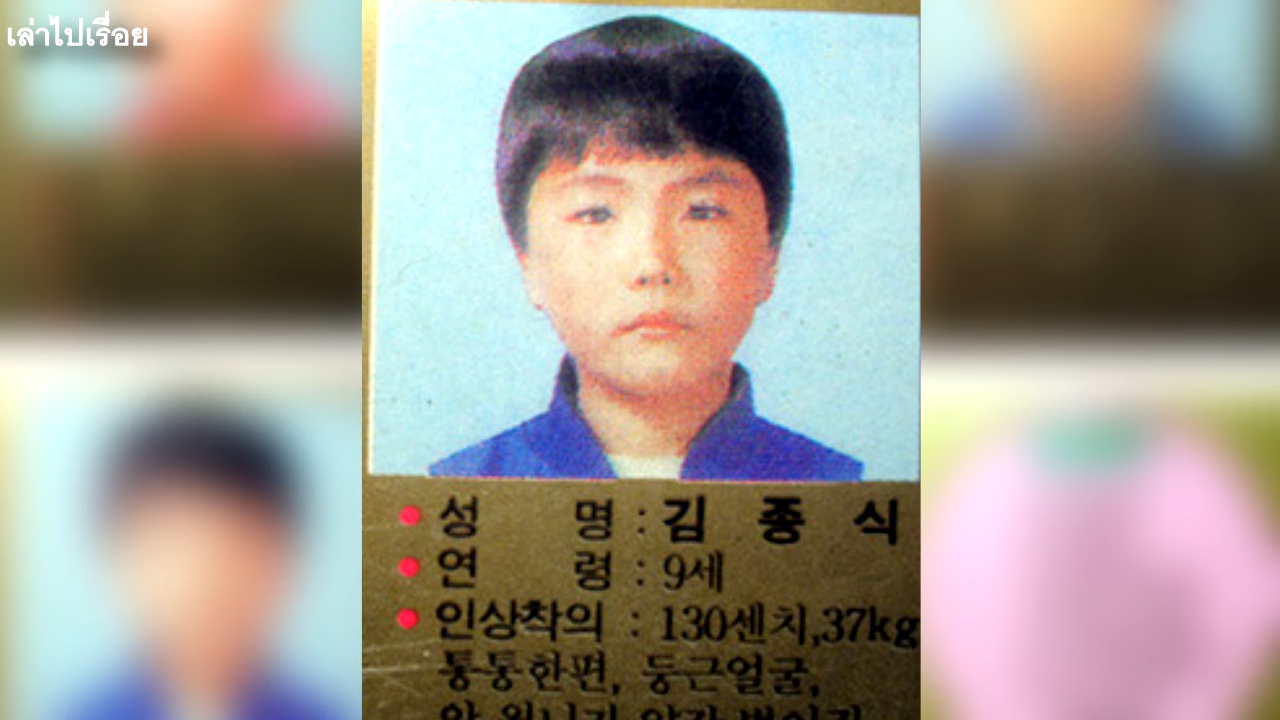 เล่าไปเรื่อย
성 명 : 김 종 식
연 령 : 9세
인상착의 : 130센치,37kg
통통한편, 둥근얼굴,